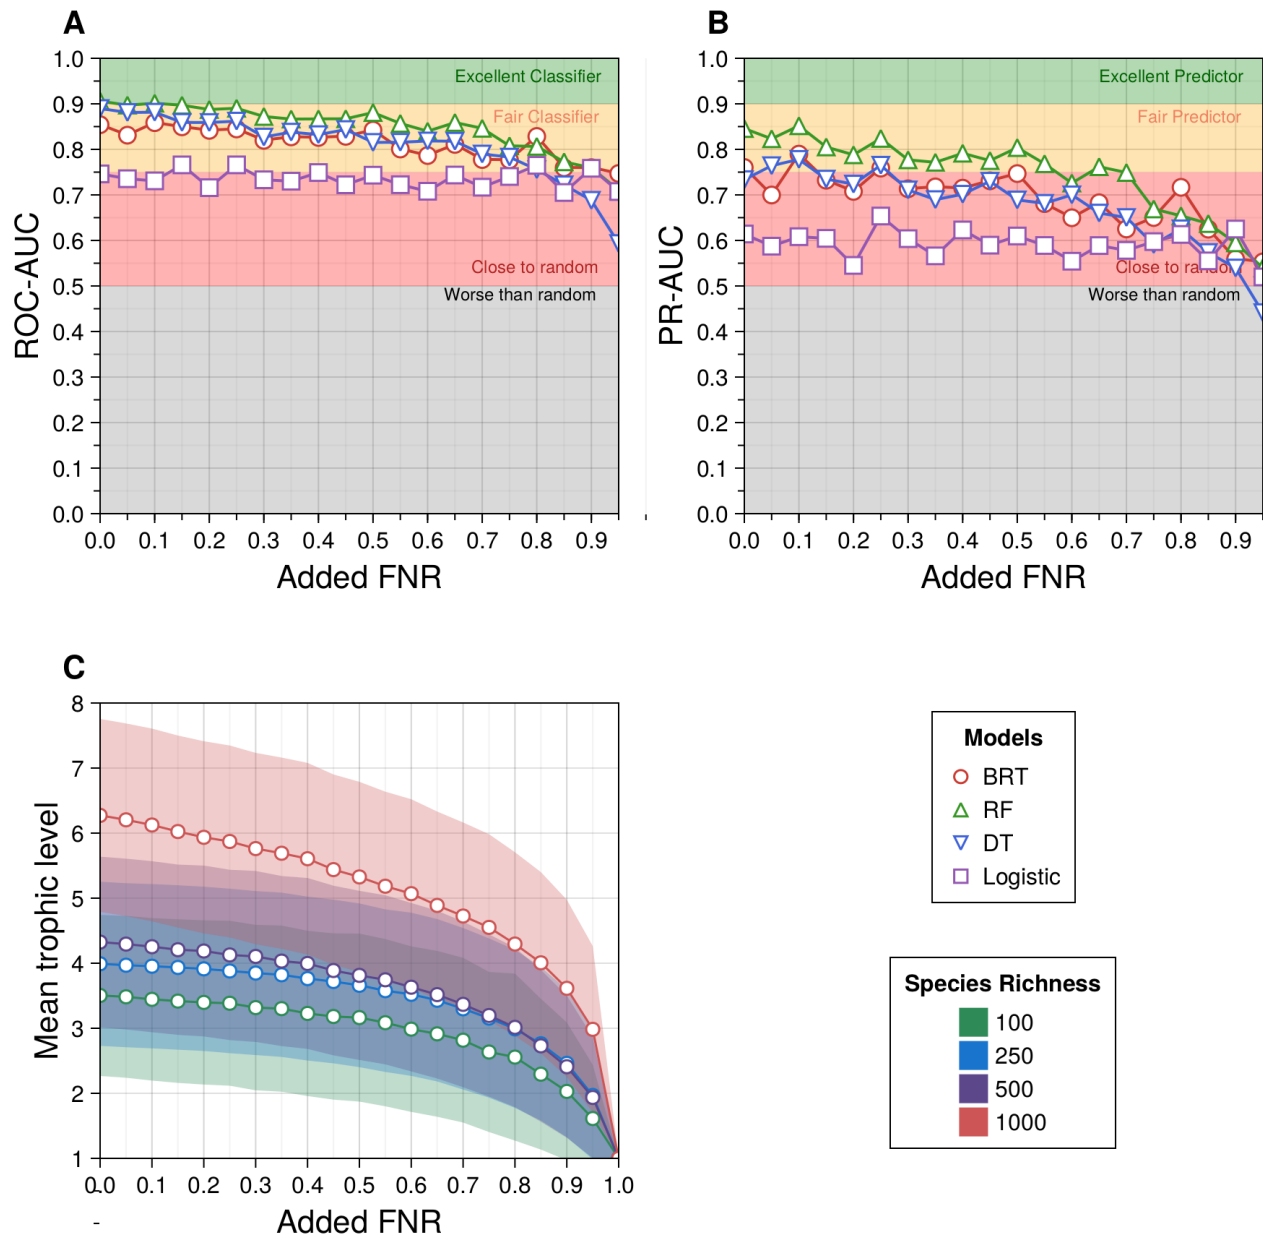 A
B
1.0
0.9
0.8
0.7
0.6
0.5
0.4
0.3
0.2
0.1
0.0
ROC-AUC
Excellent Classifier
Fair Classifier
Close to random
Worse than random
0.0 0.1 0.2 0.3 0.4 0.5 0.6 0.7 0.8 0.9
Added FNR
1.0
0.9
0.8
0.7
0.6
0.5
0.4
0.3
0.2
0.1
0.0
PR-AUC
Excellent Predictor
Fair Predictor
Close to random
Worse than random
0.0 0.1 0.2 0.3 0.4 0.5 0.6 0.7 0.8 0.9
Added FNR
C
8
7
6
5
4
3
2
1
Mean trophic level
0.0 0.1 0.2 0.3 0.4 0.5 0.6 0.7 0.8 0.9 1.0
-
Added FNR
Models
BRT
RF
DT
Logistic
Species Richness
100
250
500
1000